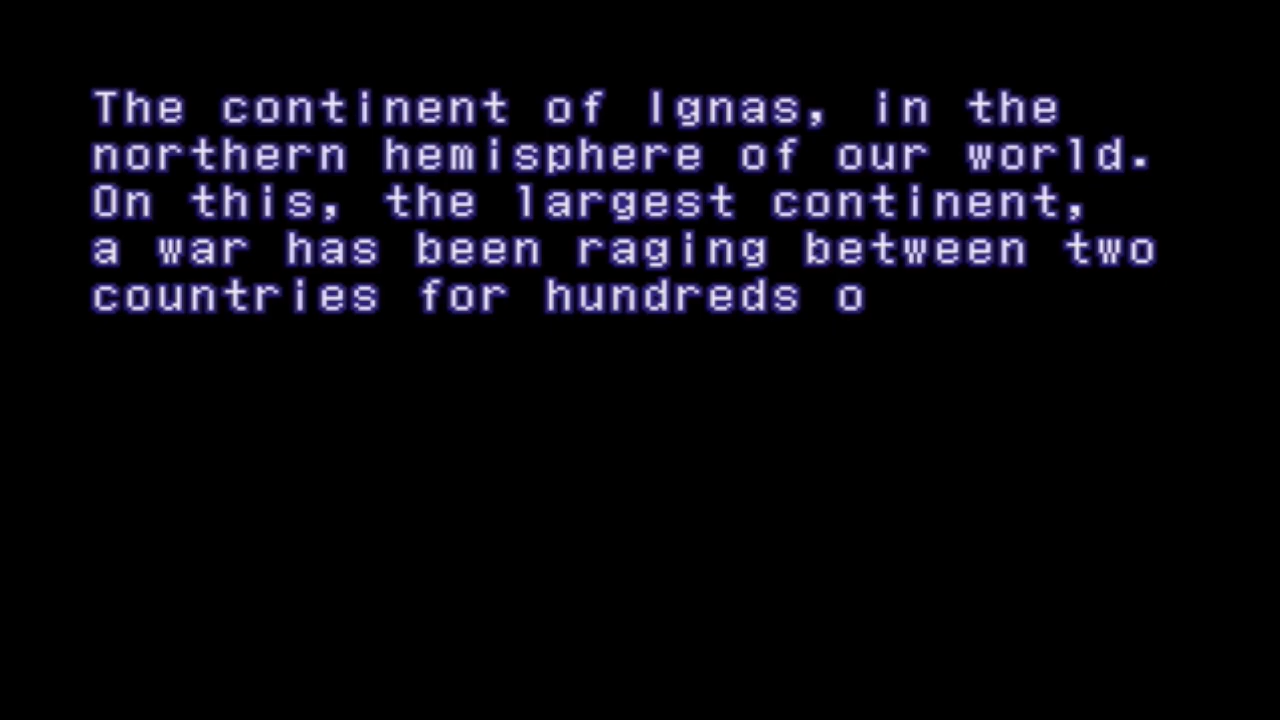 The continent of Ignas, in the
northern hemisphere of our world.
On this, the largest continent,
a war has been raging between two
countries for hundreds o